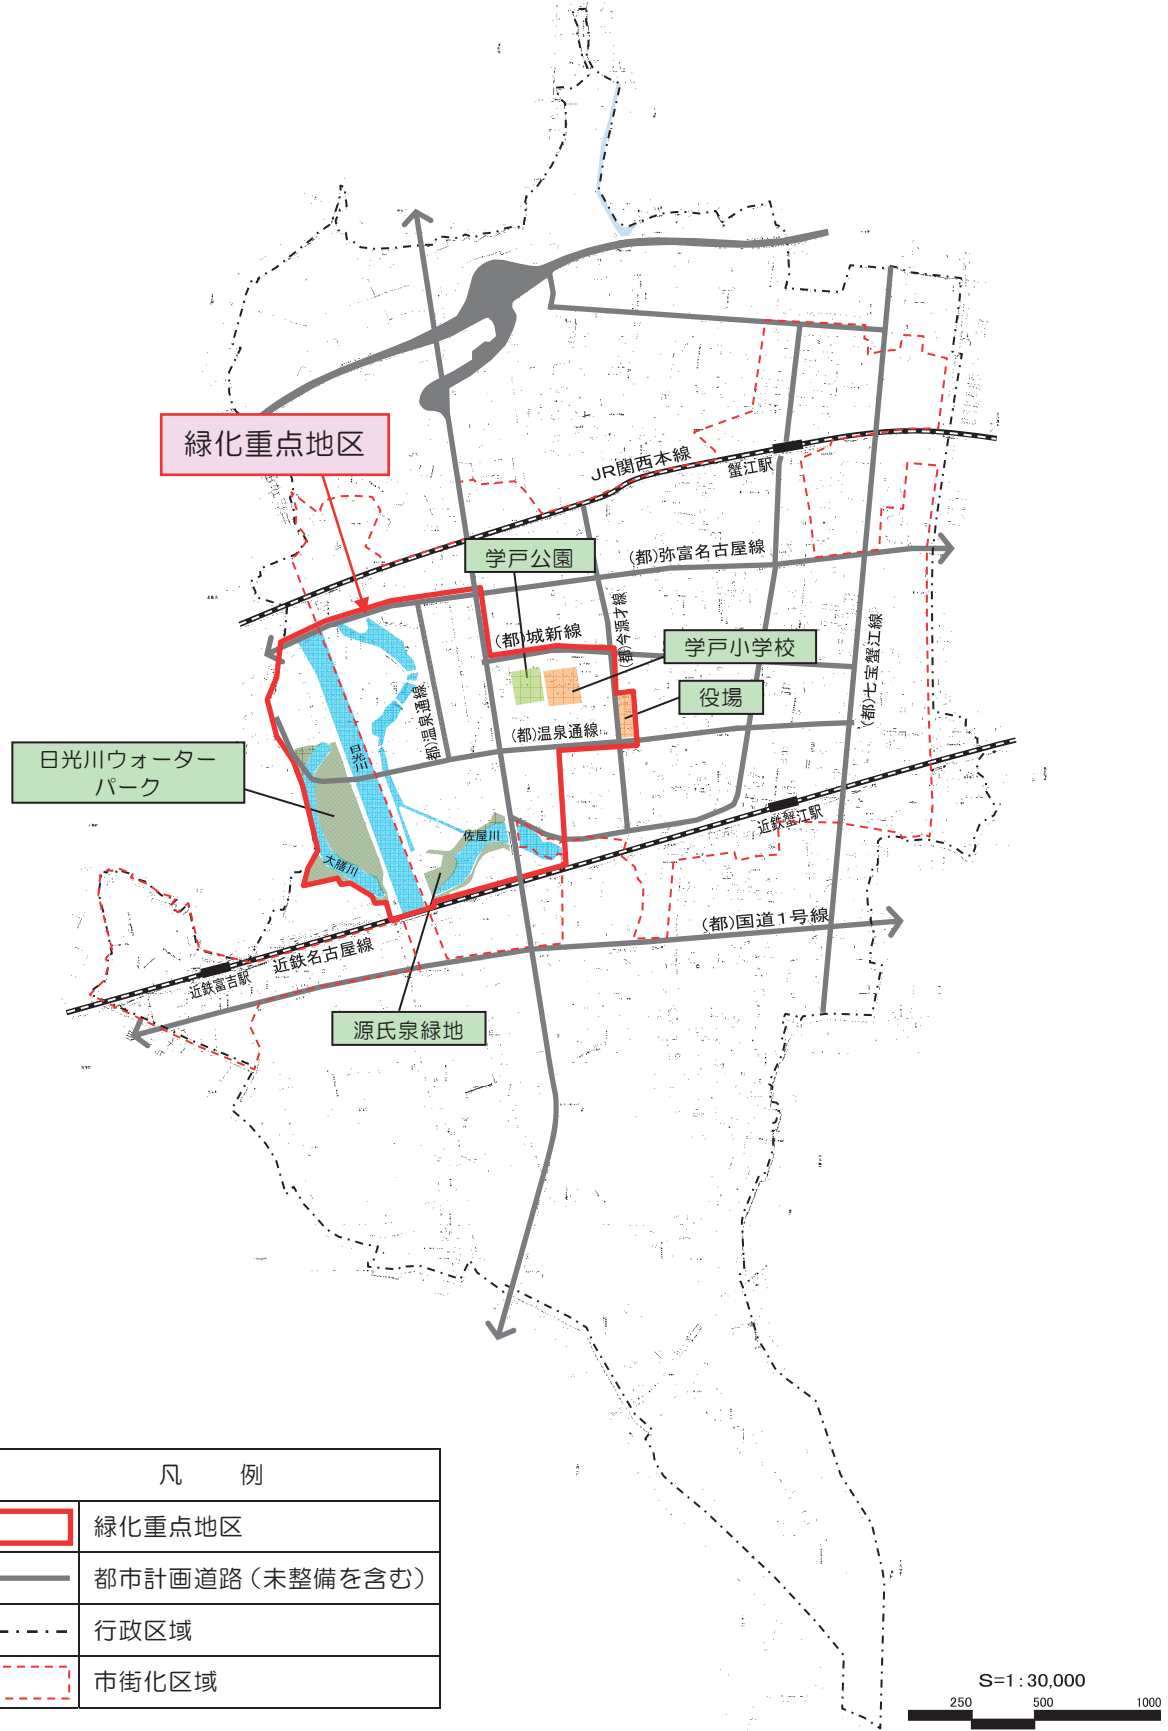 緑化重点地区
JR関西本線
蟹江駅
学戸公園
(都)弥富名古屋線
(都)城新線
(都)今源才線
学戸小学校
(都)七宝蟹江線
役場
(都)温泉通線
都)温泉通線
日光川ウォーター
パーク
日光川
佐屋川
大膳川
近鉄蟹江駅
(都)国道1号線
近鉄名古屋線
近鉄富吉駅
源氏泉緑地
凡 例
緑化重点地区
都市計画道路(未整備を含む)
行政区域
市街化区域
S=1:30,000
250 500 1000